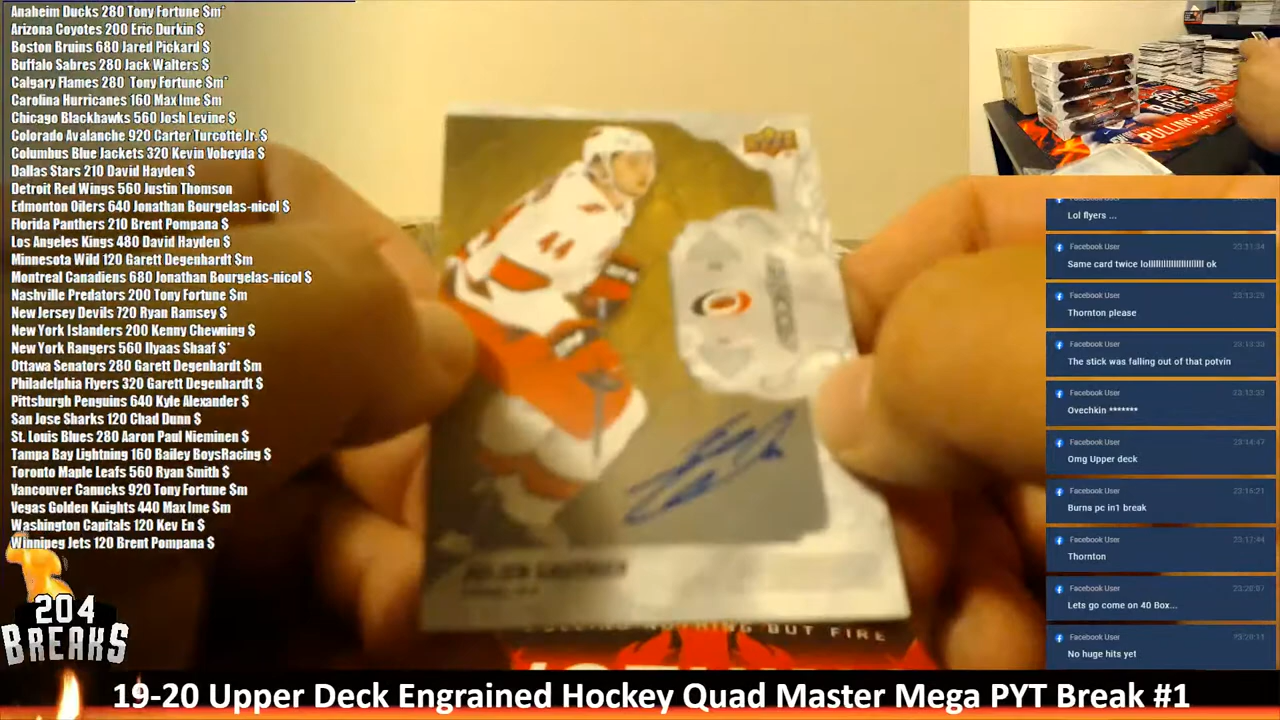 Anaheim Ducks 280 Tony Fortune $m*
Arizona Coyotes 200 Eric Durkin $
Boston Bruins 680 Jared Pickard $
Buffalo Sabres 280 Jack Walters $
Calgary Flames 280 Tony Fortune $m*
Carolina Hurricanes 160 Max Ime $m
Chicago Blackhawks 560 Josh Levine $
Colorado Avalanche 920 Carter Turcotte Jr. $
Columbus Blue Jackets 320 Kevin Vobeyda $
Dallas Stars 210 David Hayden $
Detroit Red Wings 560 Justin Thomson
Edmonton Oilers 640 Jonathan Bourgelas-nicol $
Florida Panthers 210 Brent Pompana $
Los Angeles Kings 480 David Hayden $
Minnesota Wild 120 Garett Degenhardt $m
Montreal Canadiens 680 Jonathan Bourgelas-nicol $
Nashville Predators 200 Tony Fortune $m
New Jersey Devils 720 Ryan Ramsey $
New York Islanders 200 Kenny Chewning $
New York Rangers 560 Ilyaas Shaaf $*
Ottawa Senators 280 Garett Degenhardt $m
Philadelphia Flyers 320 Garett Degenhardt $
Pittsburgh Penguins 640 Kyle Alexander $
San Jose Sharks 120 Chad Dunn $
St. Louis Blues 280 Aaron Paul Nieminen $
Tampa Bay Lightning 160 Bailey BoysRacing $
Toronto Maple Leafs 560 Ryan Smith $
Vancouver Canucks 920 Tony Fortune $m
Vegas Golden Knights 440 Max Ime $m
Washington Capitals 120 Kev En $
Winnipeg Jets 120 Brent Pompana $
204
BREAKS
44
NOTHING BUT FIRE
PULLING NOTHING
Lol flyers ...
Facebook User
Same card twice lolllllllllllllllllllll ok
Facebook User
Thornton please
Facebook User
The stick was falling out of that potvin
Facebook User
Ovechkin *******
Facebook User 23:14:47
Omg Upper deck
Facebook User
Burns pc in1 break
Facebook User
Thornton
Facebook User
Lets go come on 40 Box...
Facebook User
No huge hits yet
19-20 Upper Deck Engrained Hockey Quad Master Mega PYT Break #1